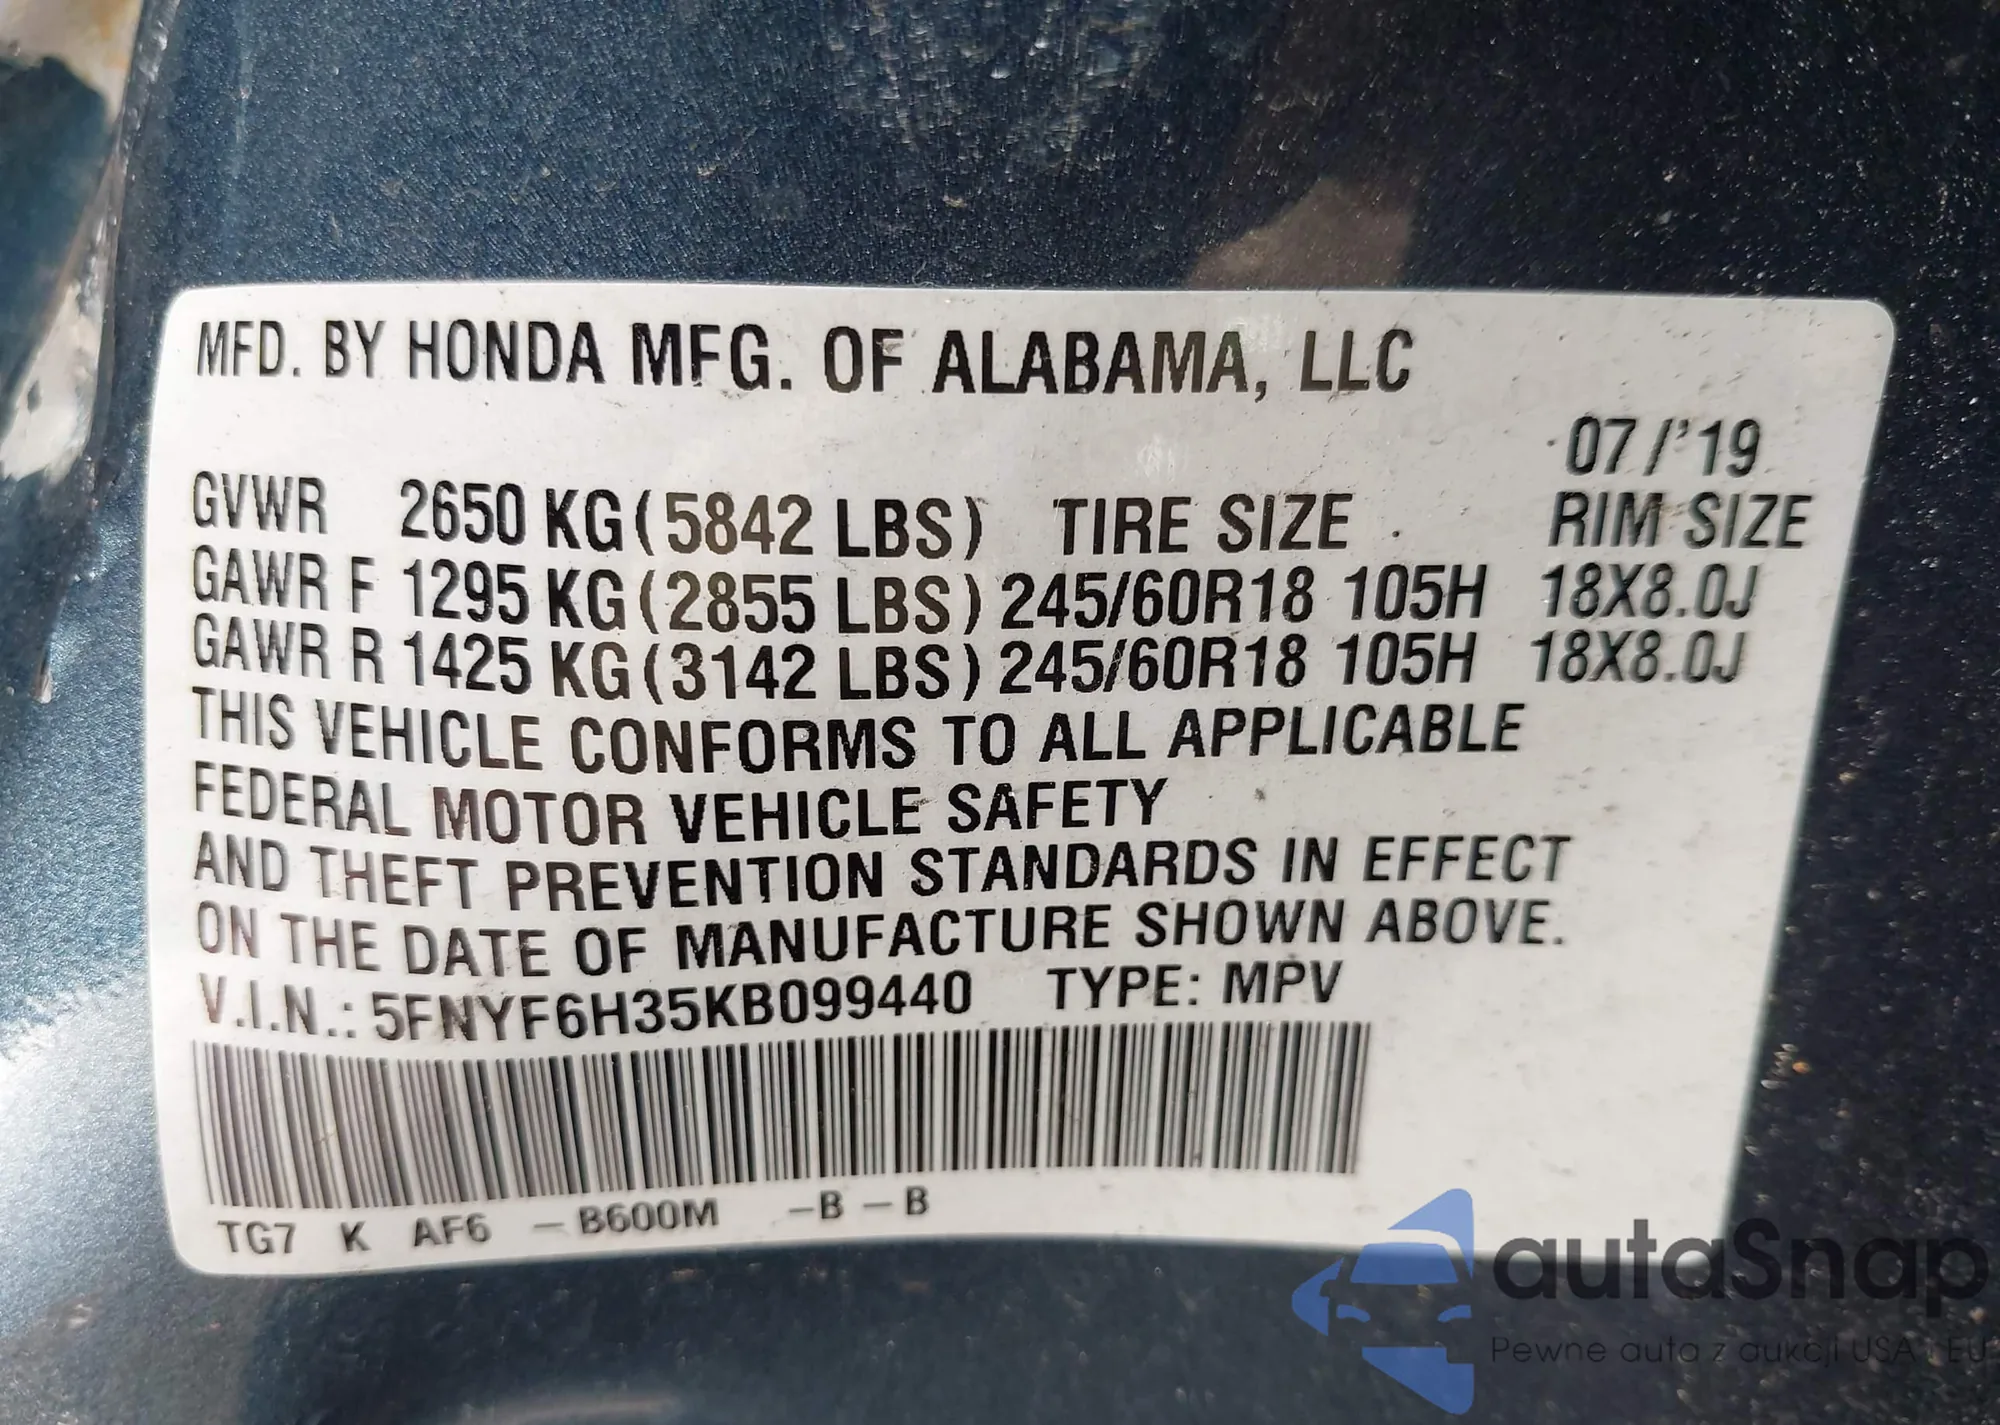 MFD. BY HONDA MFG. OF ALABAMA, LLC
07/'19
GVWR 2650 KG (5842 LBS) TIRE SIZE RIM SIZE
GAWR F 1295 KG (2855 LBS) 245/60R18 105H 18X8.0J
GAWR R 1425 KG (3142 LBS) 245/60R18 105H 18X8.0J
THIS VEHICLE CONFORMS TO ALL APPLICABLE
FEDERAL MOTOR VEHICLE SAFETY
AND THEFT PREVENTION STANDARDS IN EFFECT
ON THE DATE OF MANUFACTURE SHOWN ABOVE.
V.I.N.: 5FNYF6H35KB099440 TYPE: MPV
TG7 K AF6 – B600M – B – B
autaSnap
Pewne auta z aukcji USA i EU